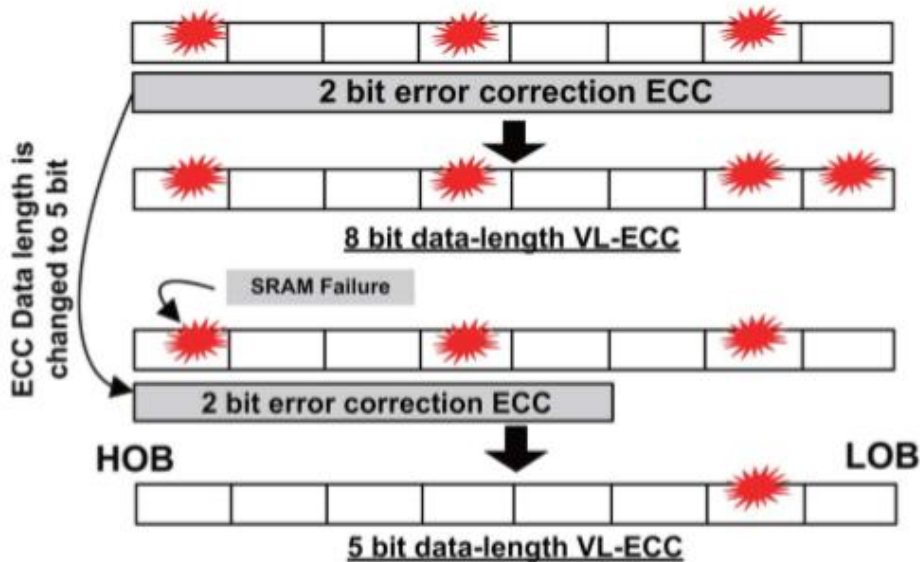 2 bit error correction ECC
ECC Data length is
changed to 5 bit
8 bit data-length VL-ECC
SRAM Failure
2 bit error correction ECC
HOB
LOB
5 bit data-length VL-ECC